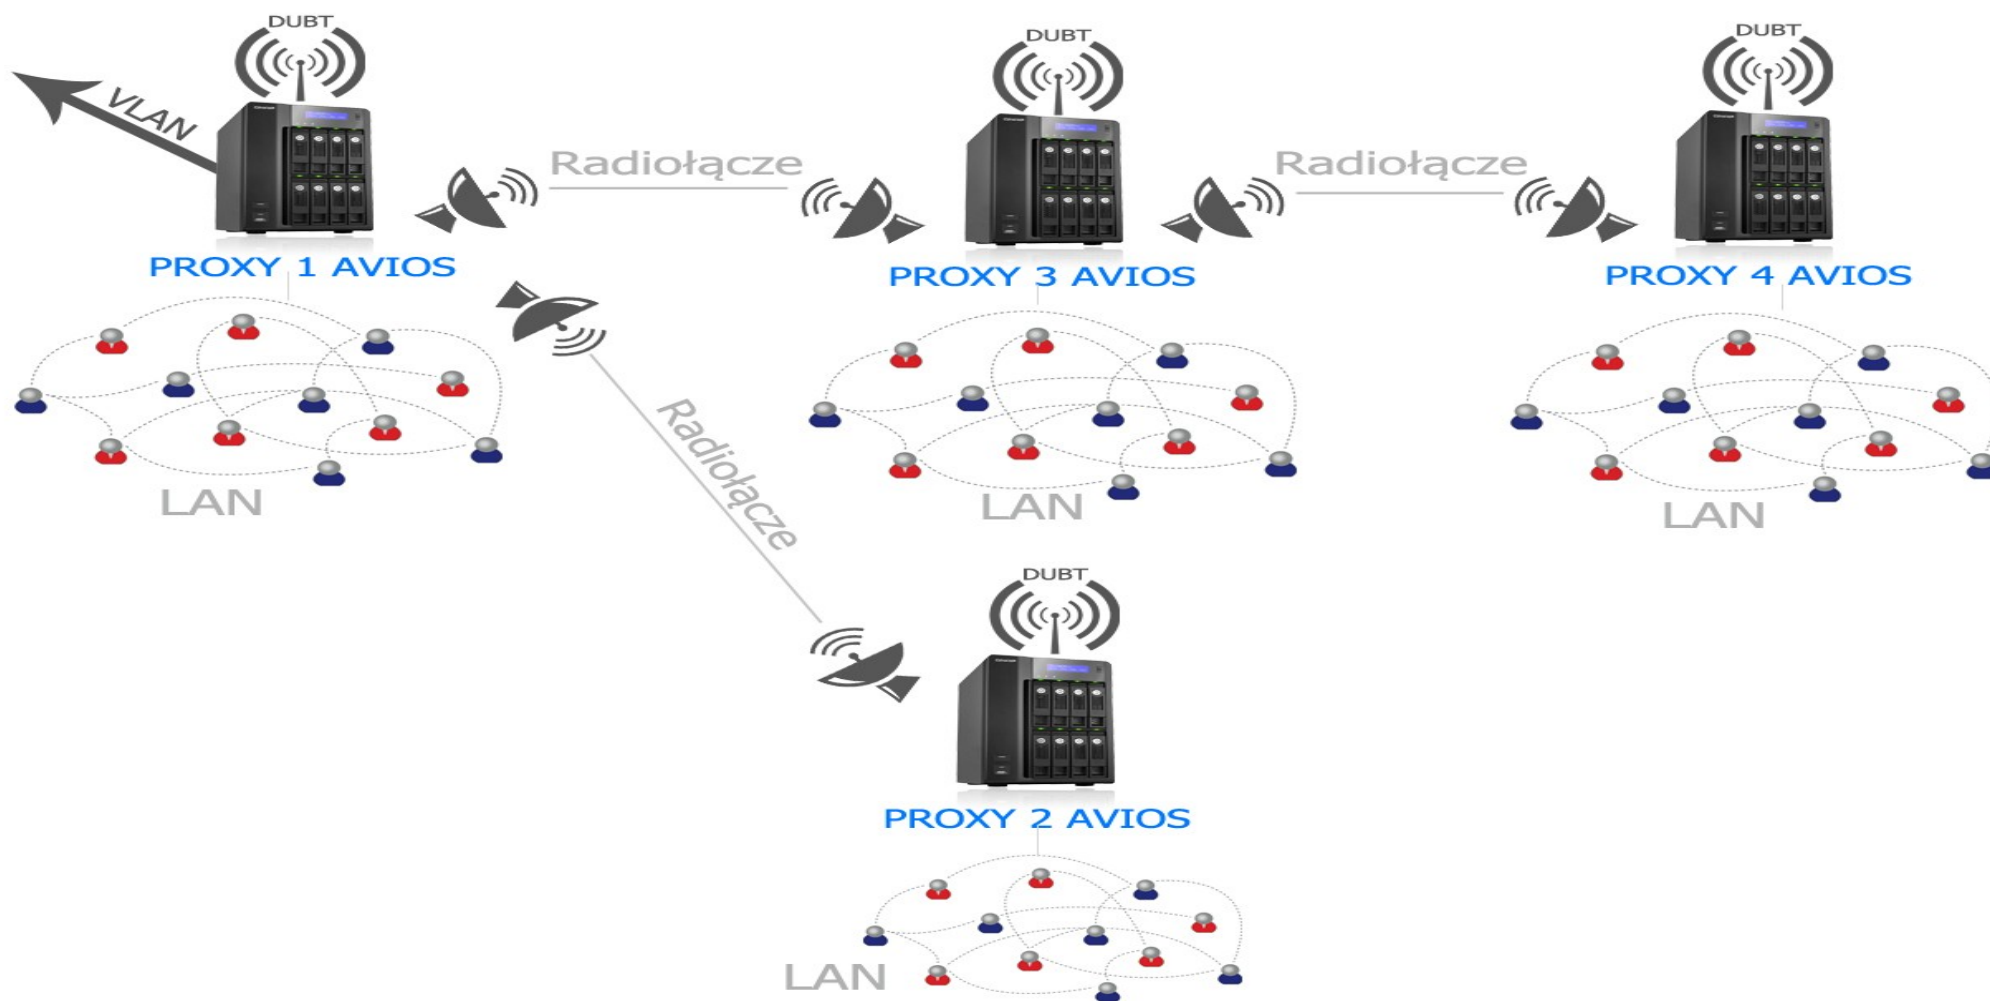 DUBT
DUBT
DUBT
VLAN
Radiołącze
Radiołącze
PROXY 1 AVIOS
PROXY 3 AVIOS
PROXY 4 AVIOS
Radiołącze
LAN
LAN
LAN
DUBT
PROXY 2 AVIOS
LAN